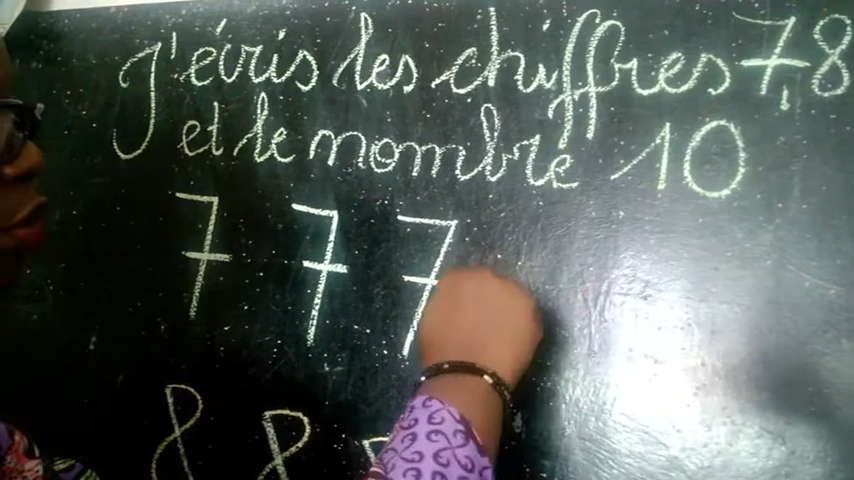 J'écris les chiffres 7,8
et le nombre 10
7 7 7
8 8